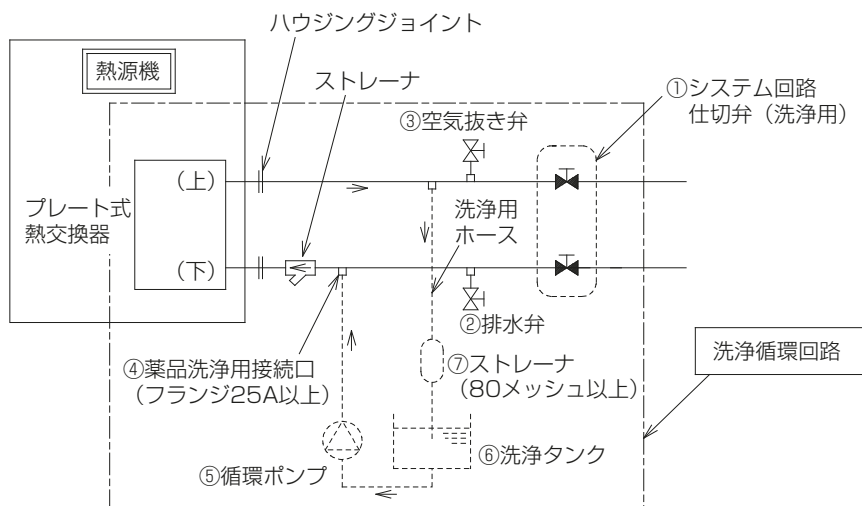 ハウジングジョイント
熱源機
ストレーナ
①システム回路
仕切弁（洗浄用）
③空気抜き弁
（上）
プレート式
熱交換器
洗浄用
ホース
（下）
②排水弁
④薬品洗浄用接続口
（フランジ25A以上）
⑦ストレーナ
（80メッシュ以上）
洗浄循環回路
⑤循環ポンプ
⑥洗浄タンク